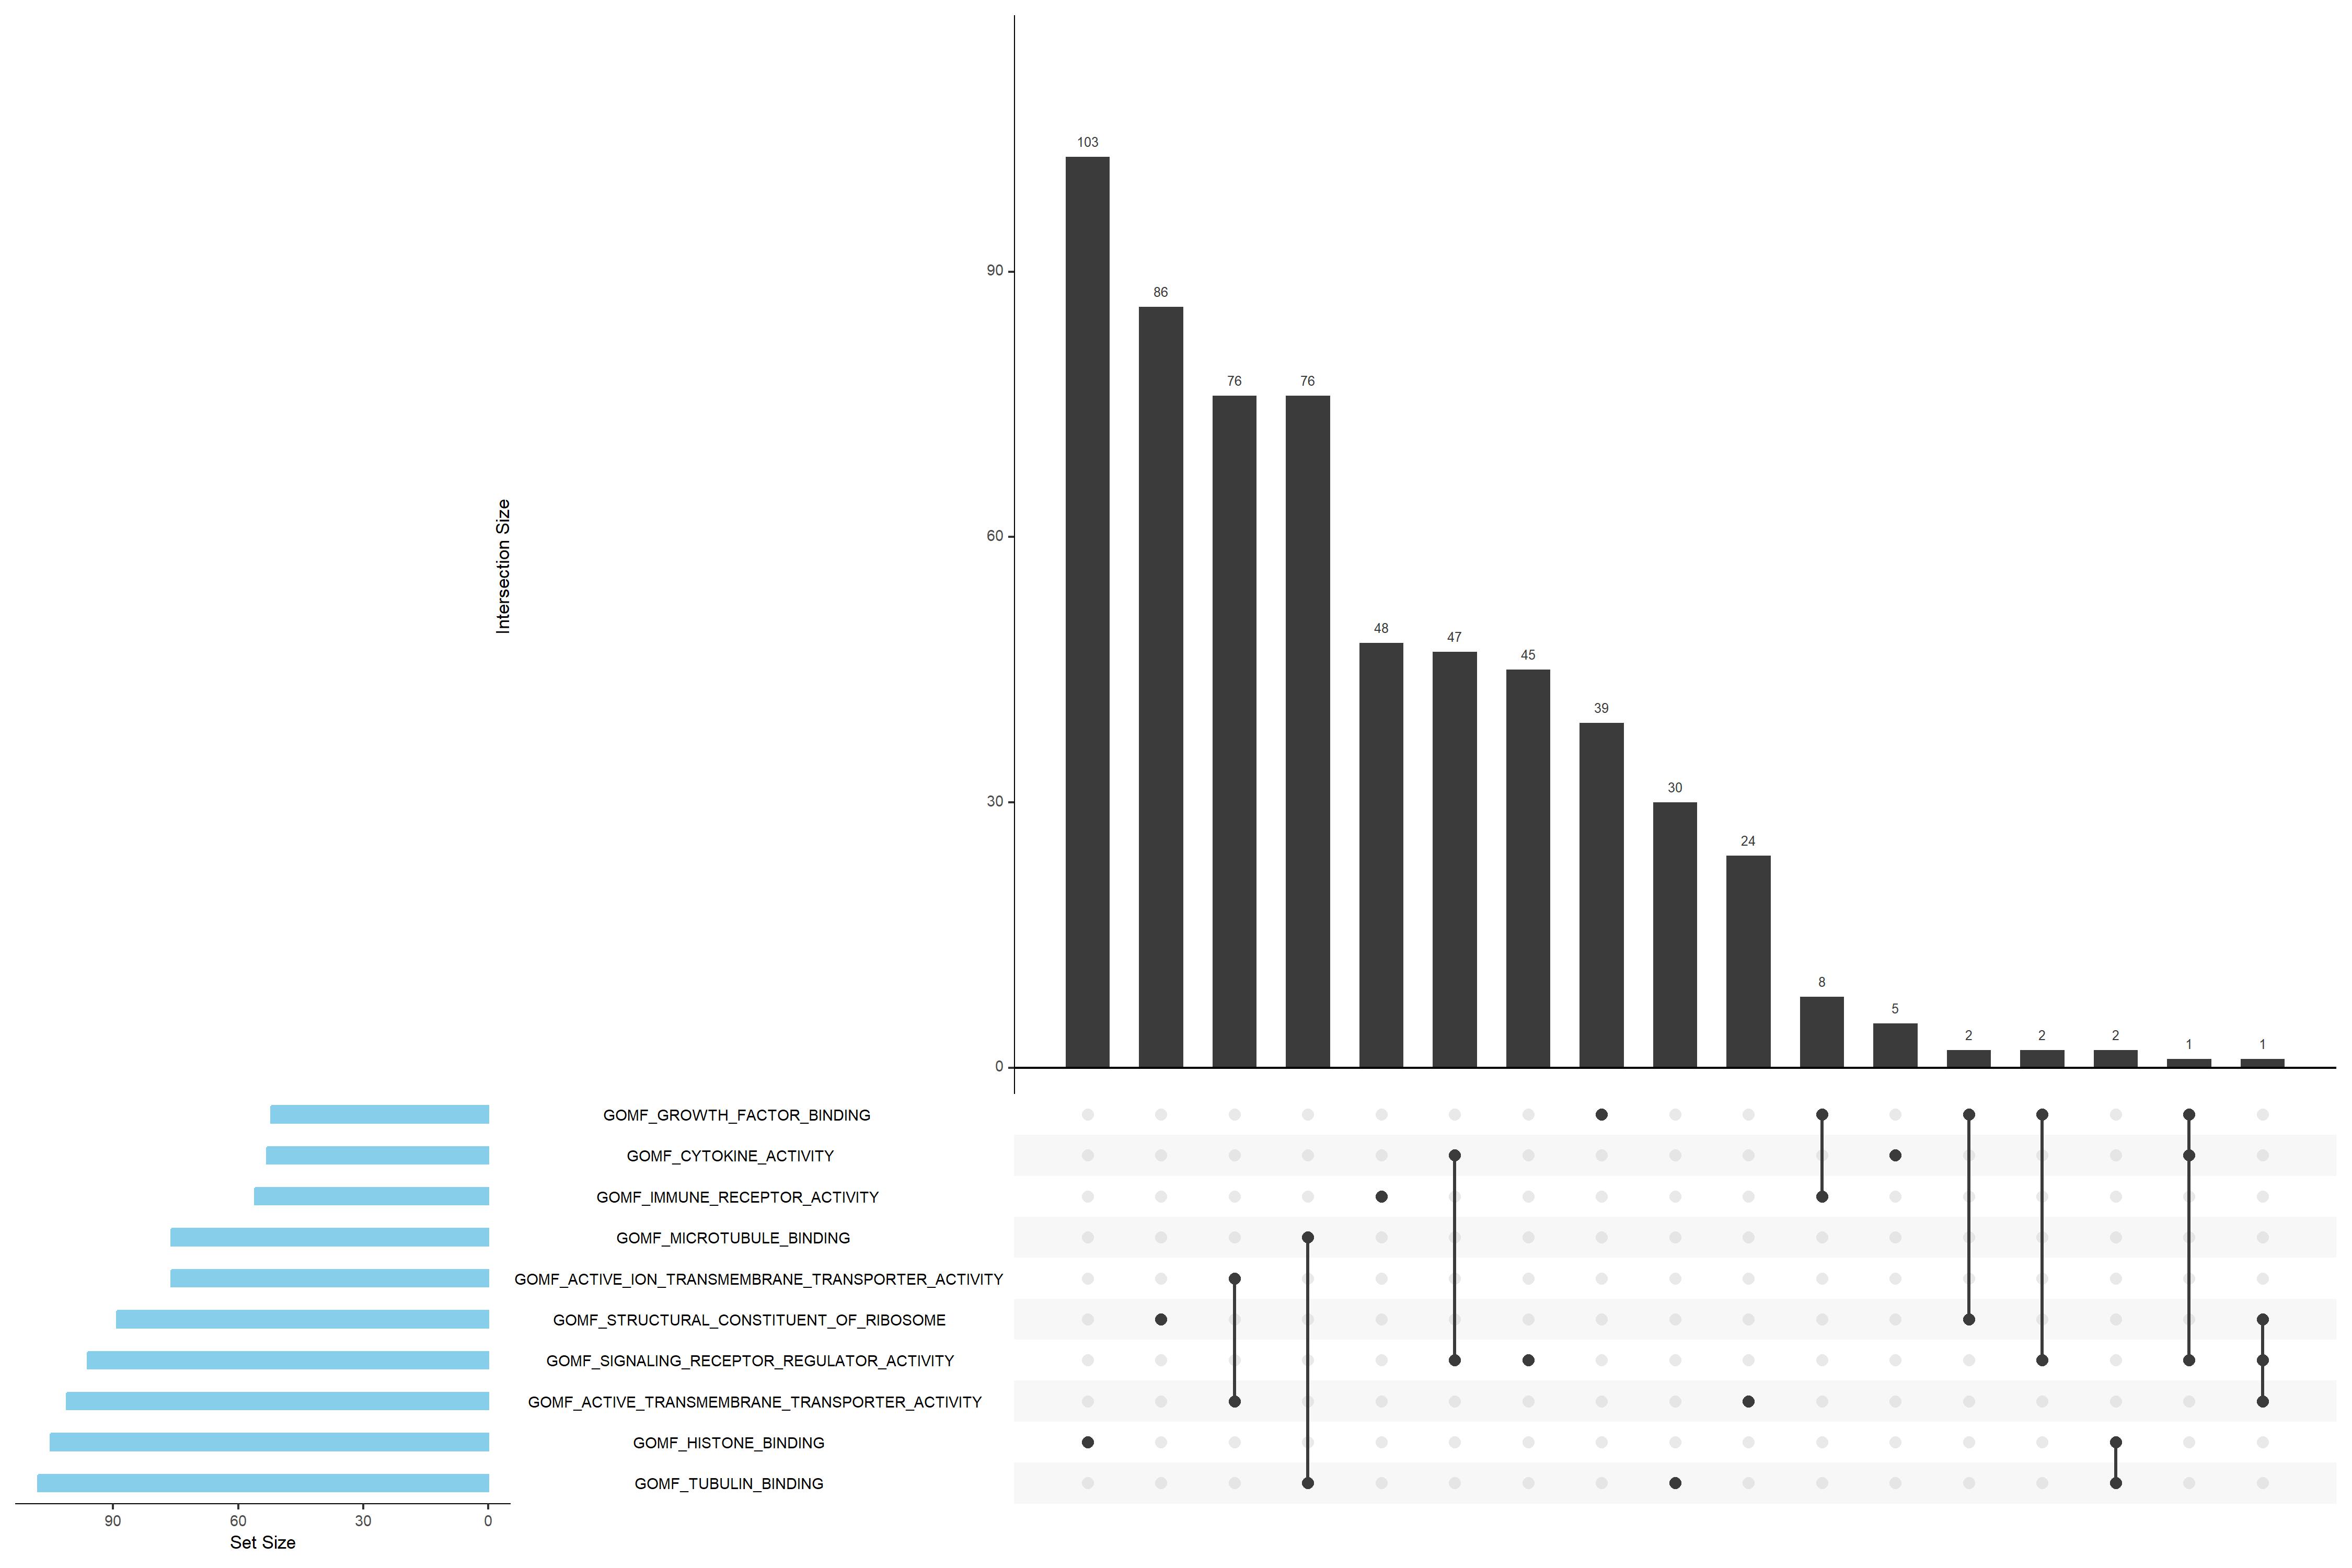 103
86
76
76
48
47
45
39
30
24
8
5
2
2
2
1
1
90
60
30
0
Intersection Size
GOMF_GROWTH_FACTOR_BINDING
GOMF_CYTOKINE_ACTIVITY
GOMF_IMMUNE_RECEPTOR_ACTIVITY
GOMF_MICROTUBULE_BINDING
GOMF_ACTIVE_ION_TRANSMEMBRANE_TRANSPORTER_ACTIVITY
GOMF_STRUCTURAL_CONSTITUENT_OF_RIBOSOME
GOMF_SIGNALING_RECEPTOR_REGULATOR_ACTIVITY
GOMF_ACTIVE_TRANSMEMBRANE_TRANSPORTER_ACTIVITY
GOMF_HISTONE_BINDING
GOMF_TUBULIN_BINDING
90 60 30 0
Set Size